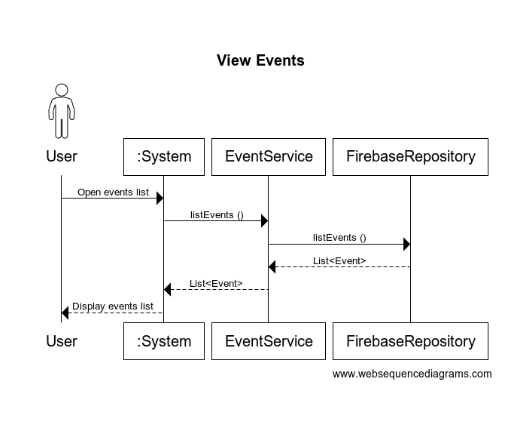 View Events
User
:System
EventService
FirebaseRepository
Open events list
listEvents ()
listEvents ()
List<Event>
List<Event>
Display events list
User
:System
EventService
FirebaseRepository
www.websequencediagrams.com